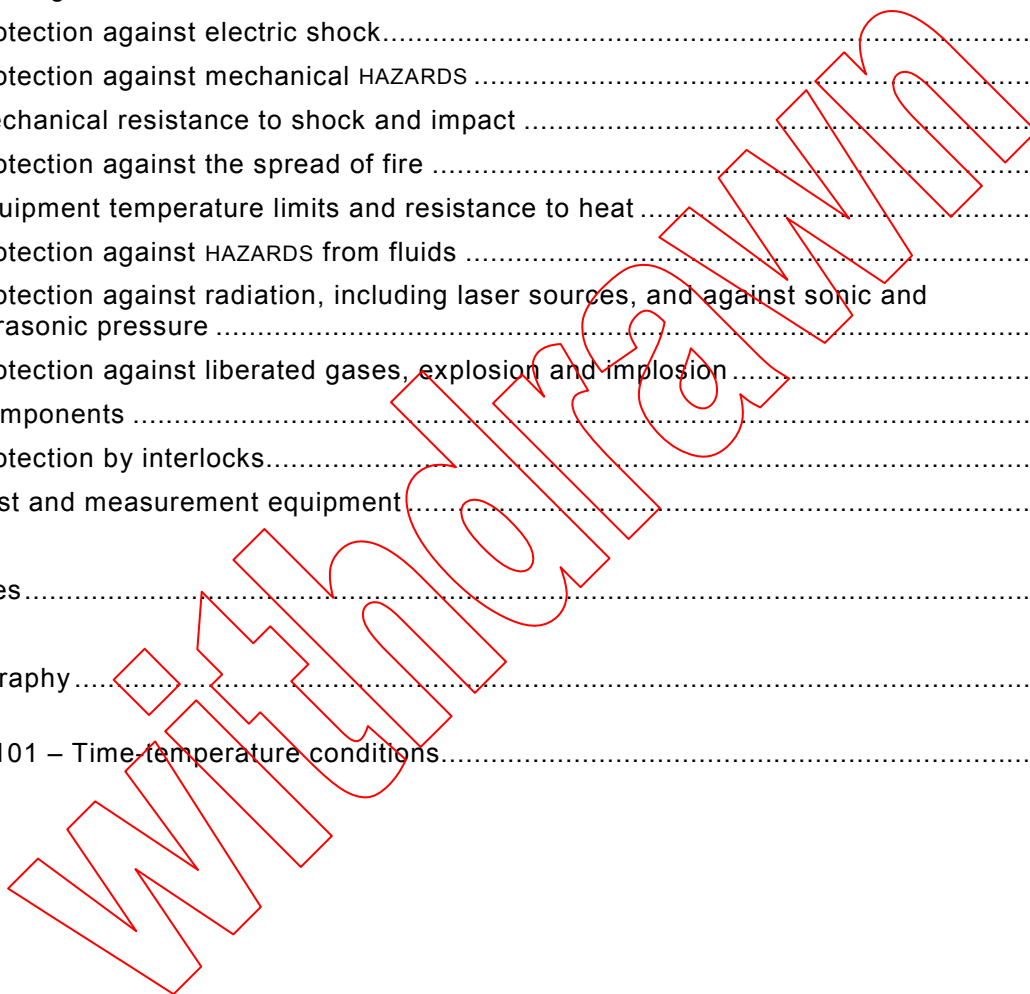 otection against electric shock
otection against mechanical HAZARDS
echanical resistance to shock and impact
otection against the spread of fire
quipment temperature limits and resistance to heat
otection against HAZARDS from fluids
otection against radiation, including laser sources, and against sonic and
rasonic pressure
otection against liberated gases, explosion and implosion
omponents
otection by interlocks
st and measurement equipment
es
raphy
101 – Time-temperature conditions
withdrawn